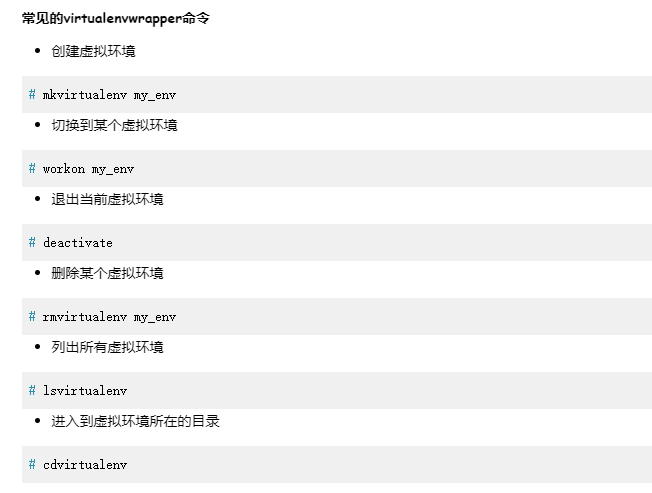 常见的virtualenvwrapper命令
• 创建虚拟环境
# mkvirtualenv my_env
• 切换到某个虚拟环境
# workon my_env
• 退出当前虚拟环境
# deactivate
• 删除某个虚拟环境
# rmvirtualenv my_env
• 列出所有虚拟环境
# lsvirtualenv
• 进入到虚拟环境所在的目录
# cdvirtualenv